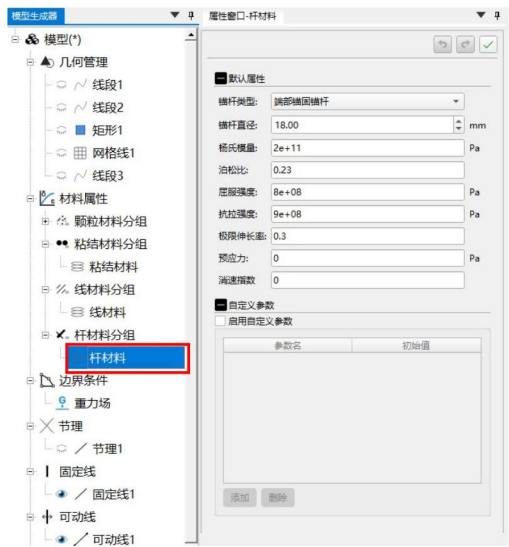 模型生成器
模型(*)
几何管理
线段1
线段2
矩形1
网格线1
线段3
材料属性
颗粒材料分组
粘结材料分组
粘结材料
线材料分组
线材料
杆材料分组
杆材料
边界条件
G 重力场
节理
节理1
固定线
固定线1
可动线
可动线1
属性窗口-杆材料
默认属性
锚杆类型: 端部锚固锚杆
锚杆直径: 18.00 mm
杨氏模量: 2e+11 Pa
泊松比: 0.23
屈服强度: 8e+08 Pa
抗拉强度: 9e+08 Pa
极限伸长率: 0.3
预应力: 0 Pa
消速指数 0
自定义参数
启用自定义参数
参数名 初始值
添加 删除